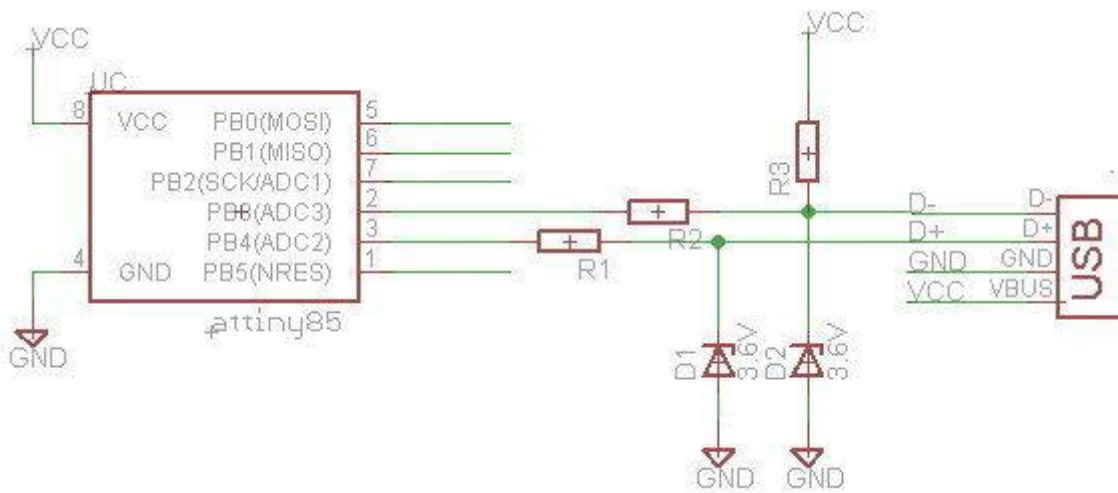 VCC
UC
8
VCC
PB0(MOSI)
5
PB1(MISO)
6
PB2(SCK/ADC1)
7
PB3(ADC3)
2
PB4(ADC2)
3
4
GND
PB5(NRES)
1
attiny85
GND
VCC
R3
R2
R1
D-
D-
D+
D+
GND
GND
VCC
VBUS
USB
D1
3.6V
D2
3.6V
GND
GND